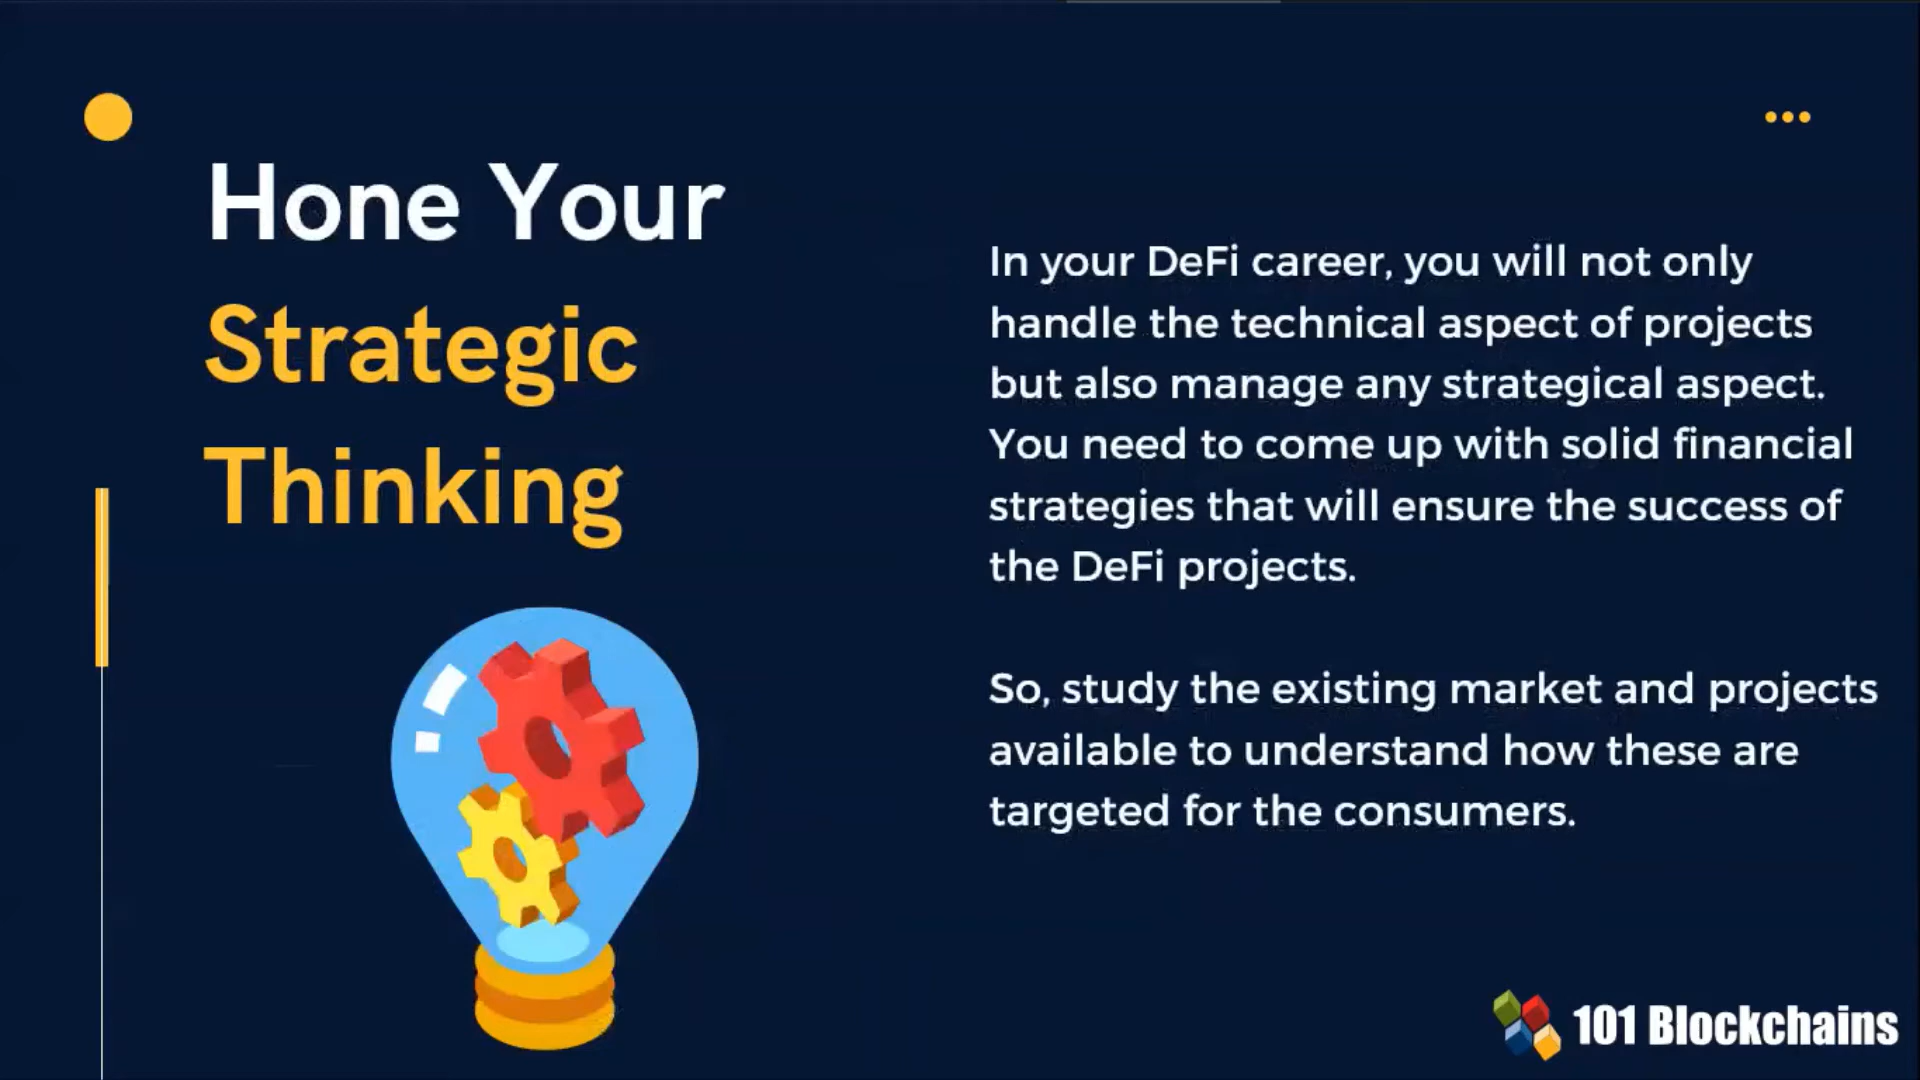 Hone Your
Strategic
Thinking
In your DeFi career, you will not only
handle the technical aspect of projects
but also manage any strategical aspect.
You need to come up with solid financial
strategies that will ensure the success of
the DeFi projects.
So, study the existing market and projects
available to understand how these are
targeted for the consumers.
101 Blockchains